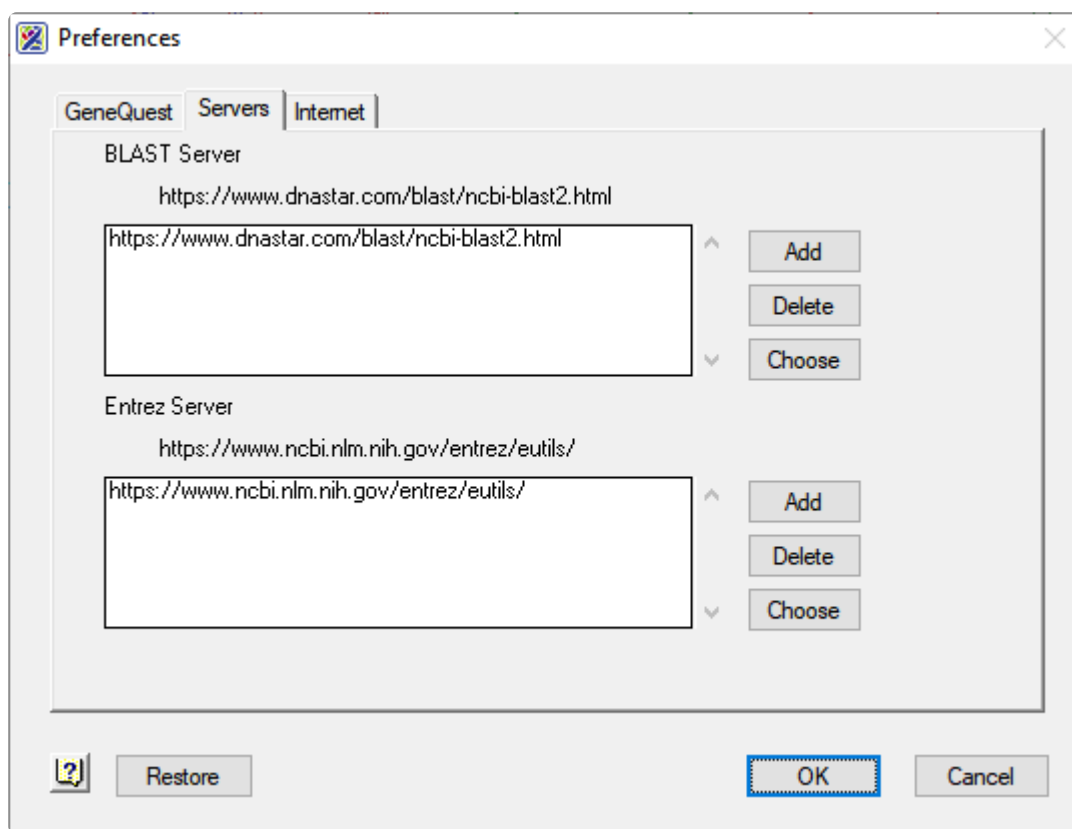 Preferences
GeneQuest Servers Internet
BLAST Server
https://www.dnastar.com/blast/ncbi-blast2.html
https://www.dnastar.com/blast/ncbi-blast2.html
Add
Delete
Choose
Entrez Server
https://www.ncbi.nlm.nih.gov/entrez/eutils/
https://www.ncbi.nlm.nih.gov/entrez/eutils/
Add
Delete
Choose
? Restore OK Cancel